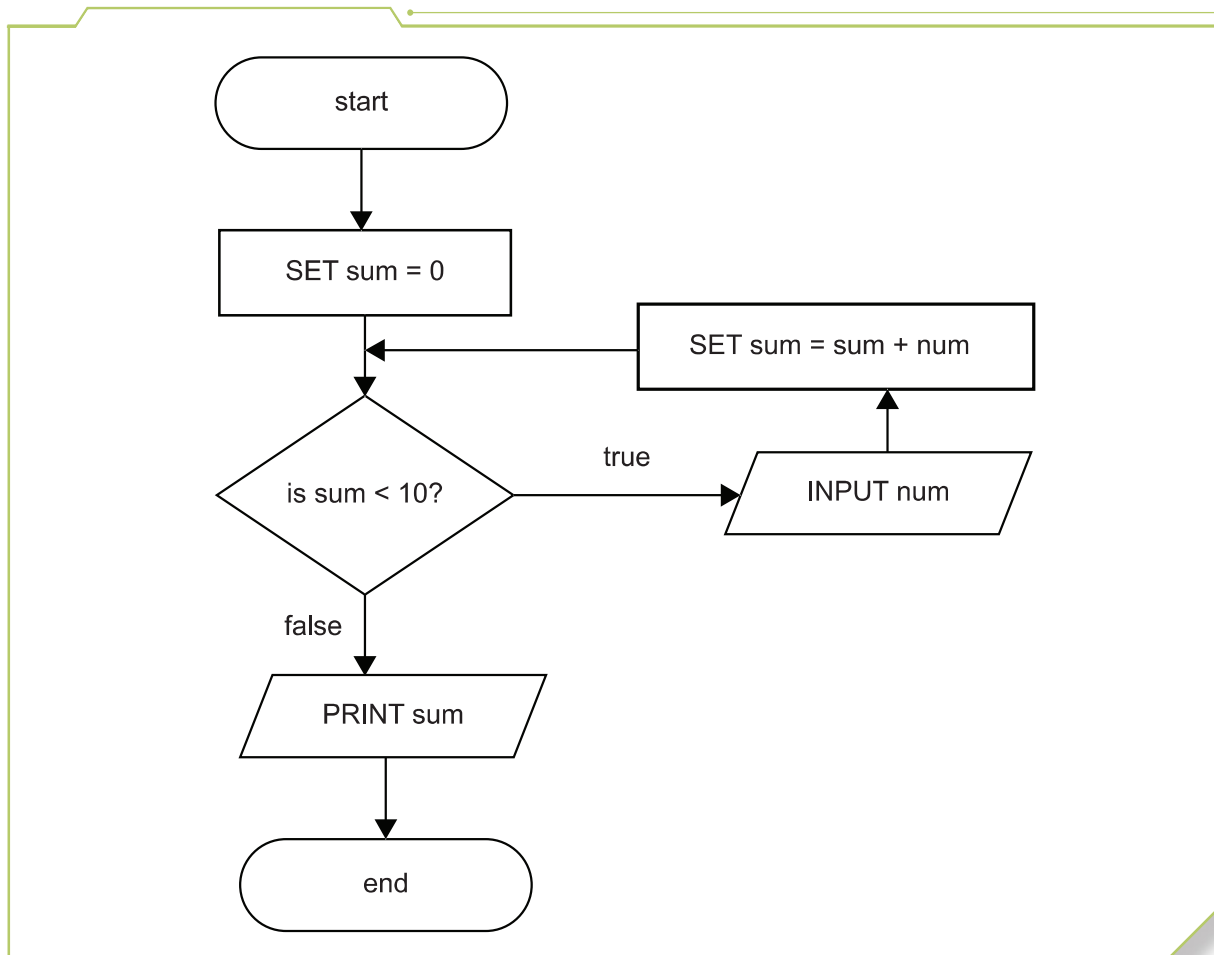 start
SET sum = 0
SET sum = sum + num
is sum < 10?
true
INPUT num
false
PRINT sum
end